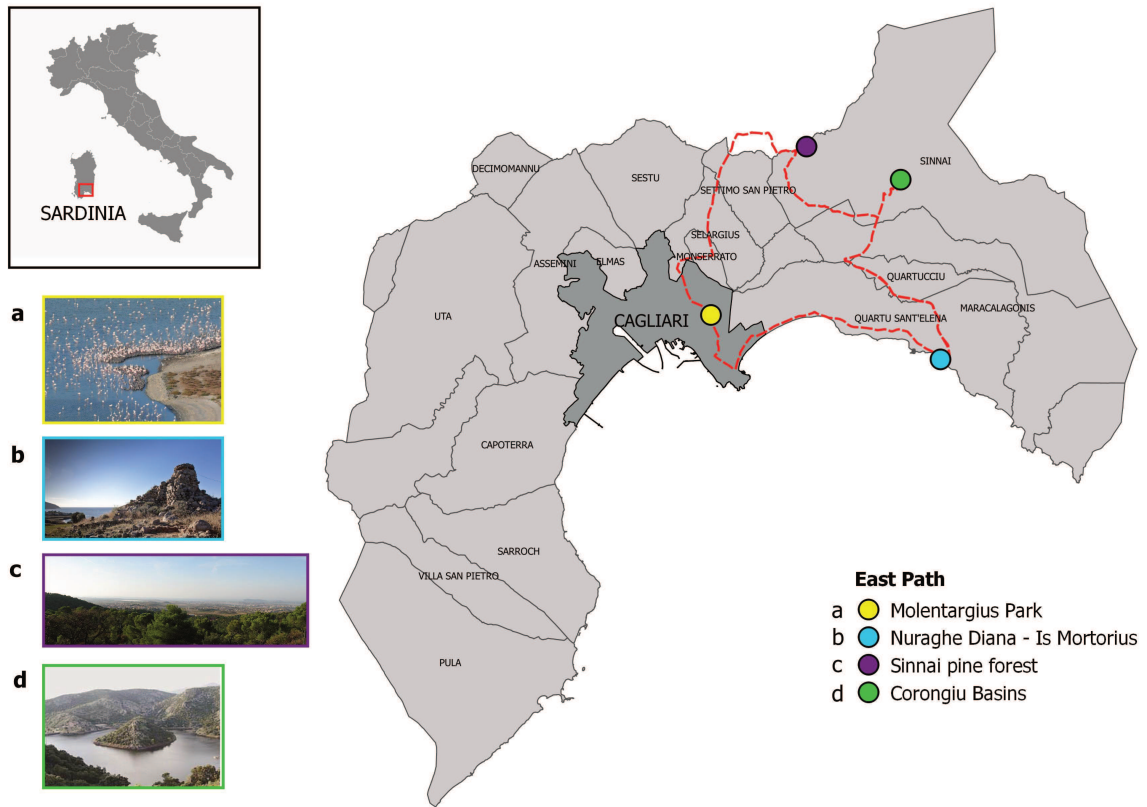 SARDINIA
a
b
c
d
DECIMOMANNU
SESTU
SETTIMO SAN PIETRO
SINNAI
SELARGIUS
MONSERRATO
ASSEMINI
ELMAS
QUARTUCCIU
MARACALAGONIS
UTA
CAGLIARI
QUARTU SANT'ELENA
CAPOTERRA
SARROCH
VILLA SAN PIETRO
PULA
East Path
a Molentargius Park
b Nuraghe Diana - Is Mortorius
c Sinnai pine forest
d Corongiu Basins